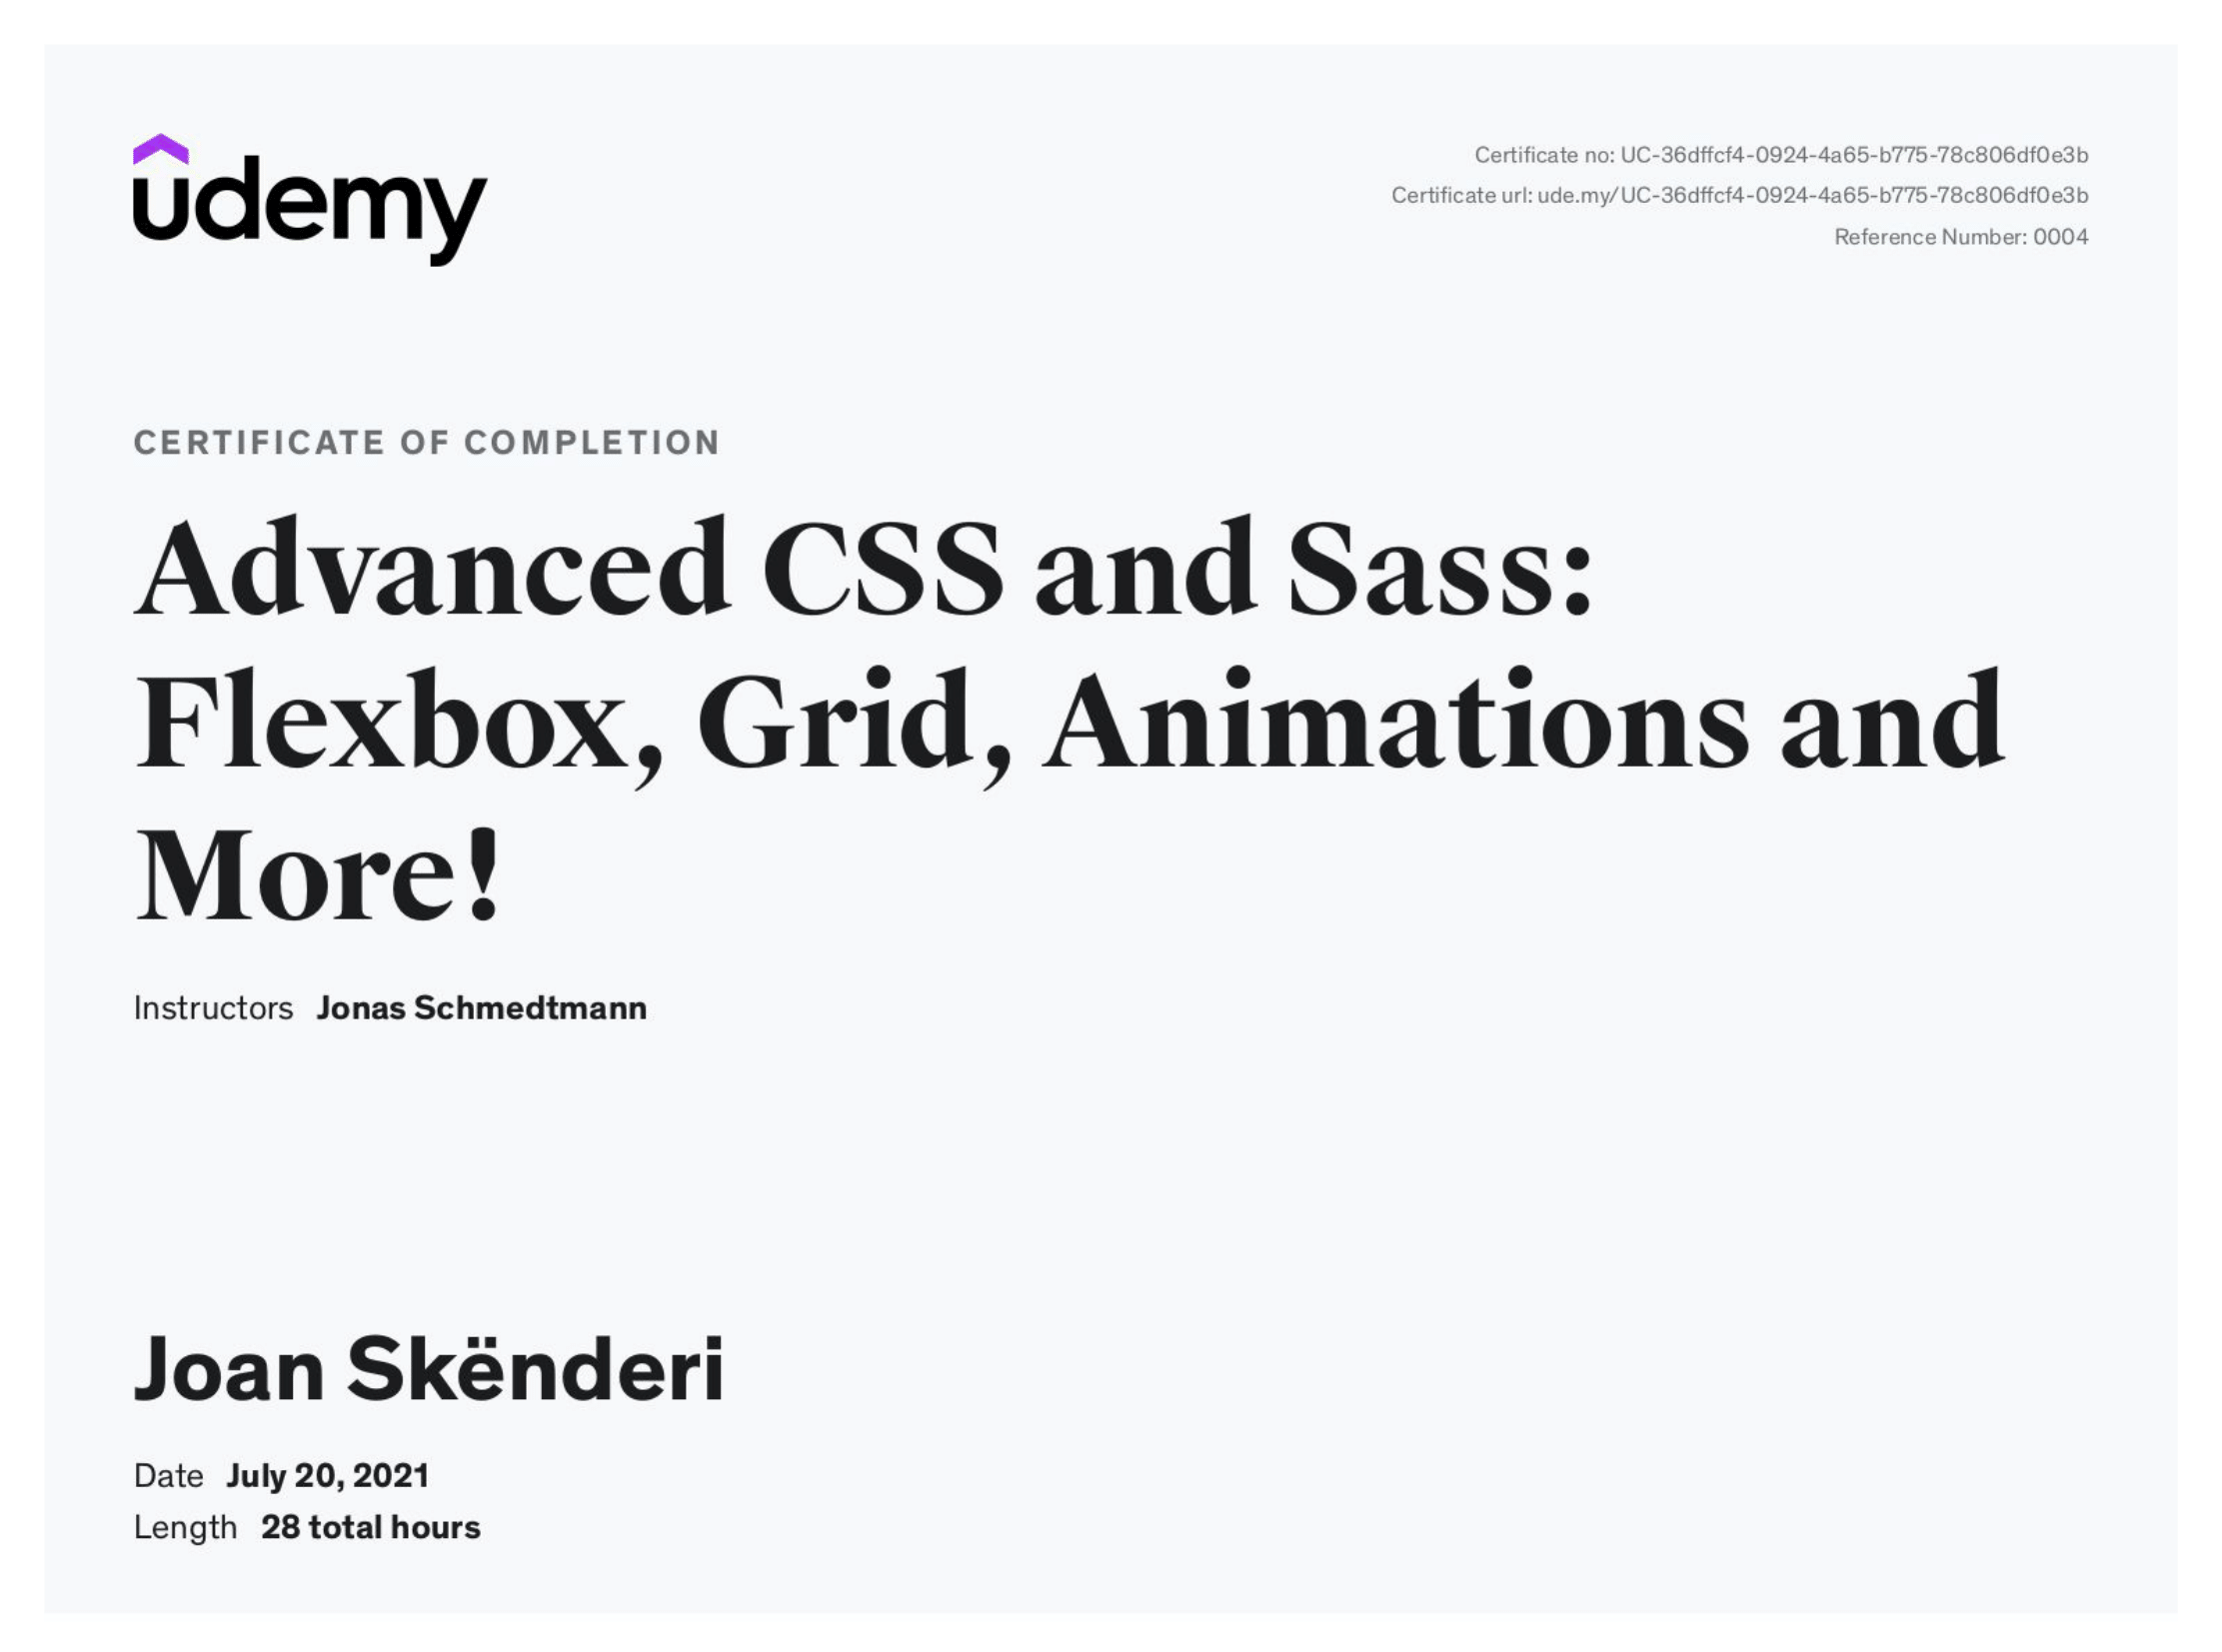 udemy
Certificate no: UC-36dffcf4-0924-4a65-b775-78c806df0e3b
Certificate url: ude.my/UC-36dffcf4-0924-4a65-b775-78c806df0e3b
Reference Number: 0004
CERTIFICATE OF COMPLETION
Advanced CSS and Sass:
Flexbox, Grid, Animations and
More!
Instructors Jonas Schmedtmann
Joan Skënderi
Date July 20, 2021
Length 28 total hours